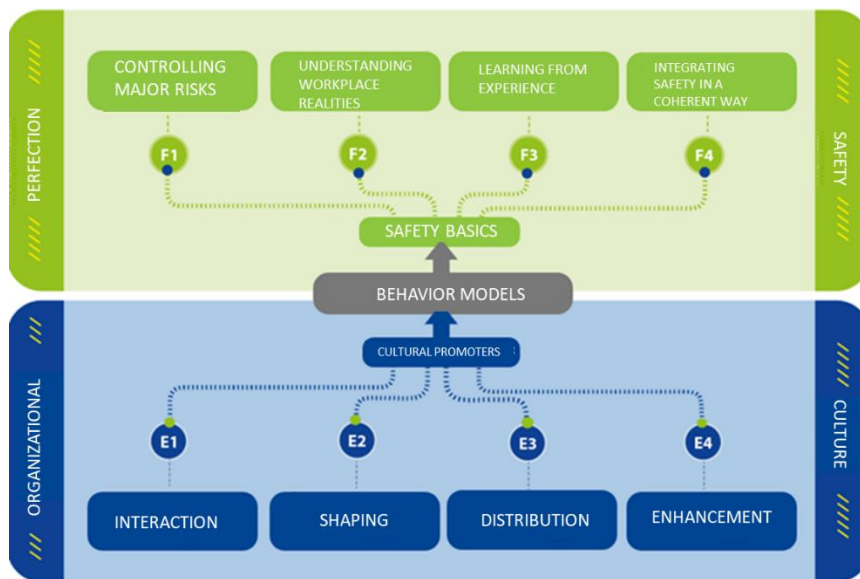 PERFECTION
SAFETY
CONTROLLING
MAJOR RISKS
UNDERSTANDING
WORKPLACE
REALITIES
LEARNING FROM
EXPERIENCE
INTEGRATING
SAFETY IN A
COHERENT WAY
F1
F2
F3
F4
SAFETY BASICS
BEHAVIOR MODELS
ORGANIZATIONAL
CULTURE
CULTURAL PROMOTERS :
E1
E2
E3
E4
INTERACTION
SHAPING
DISTRIBUTION
ENHANCEMENT